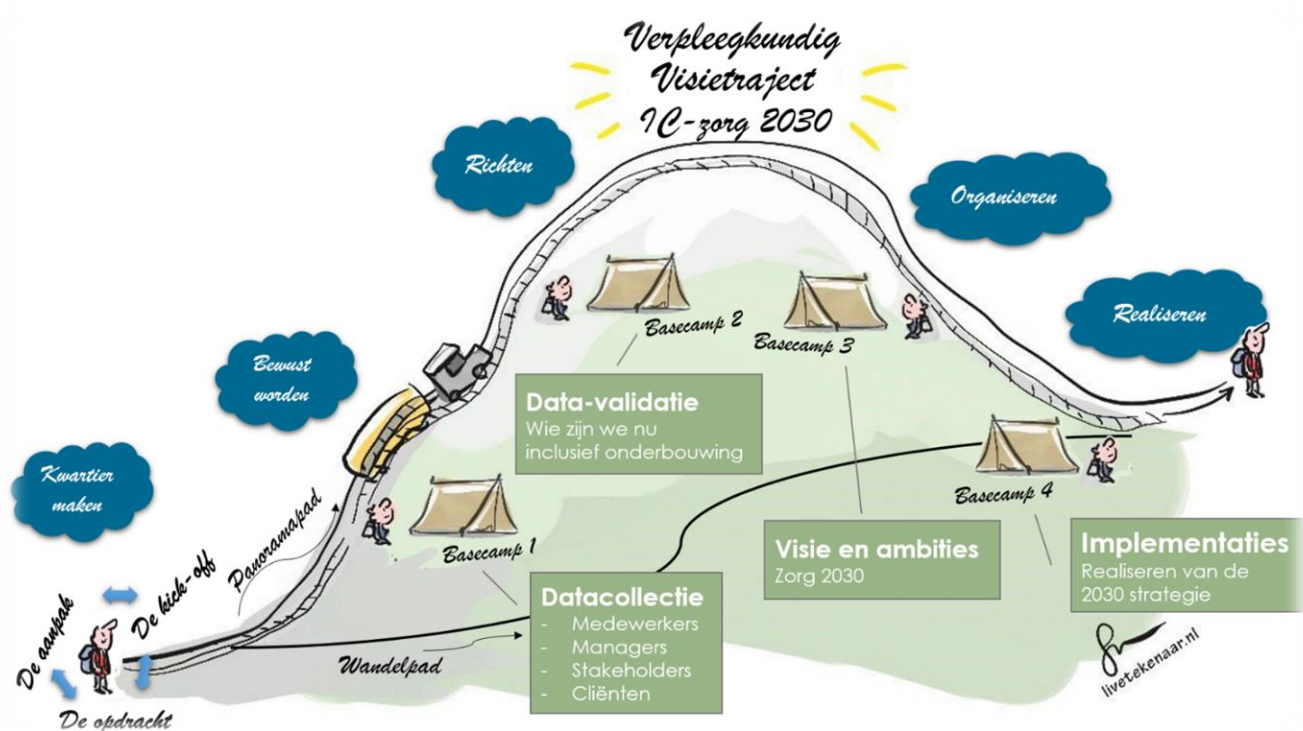 Verpleegkundig
Visietraject
IC-zorg 2030
Richten
Organiseren
Realiseren
Bewust
worden
Kwartier
maken
Basecamp 2
Basecamp 3
Data-validatie
Wie zijn we nu
inclusief onderbouwing
Panoramapad
Basecamp 1
Basecamp 4
De aanpak
De kick-off
De opdracht
Wandelpad
Datacollectie
- Medewerkers
- Managers
- Stakeholders
- Cliënten
Visie en ambities
Zorg 2030
Implementaties
Realiseren van de
2030 strategie
livetekenaar.nl